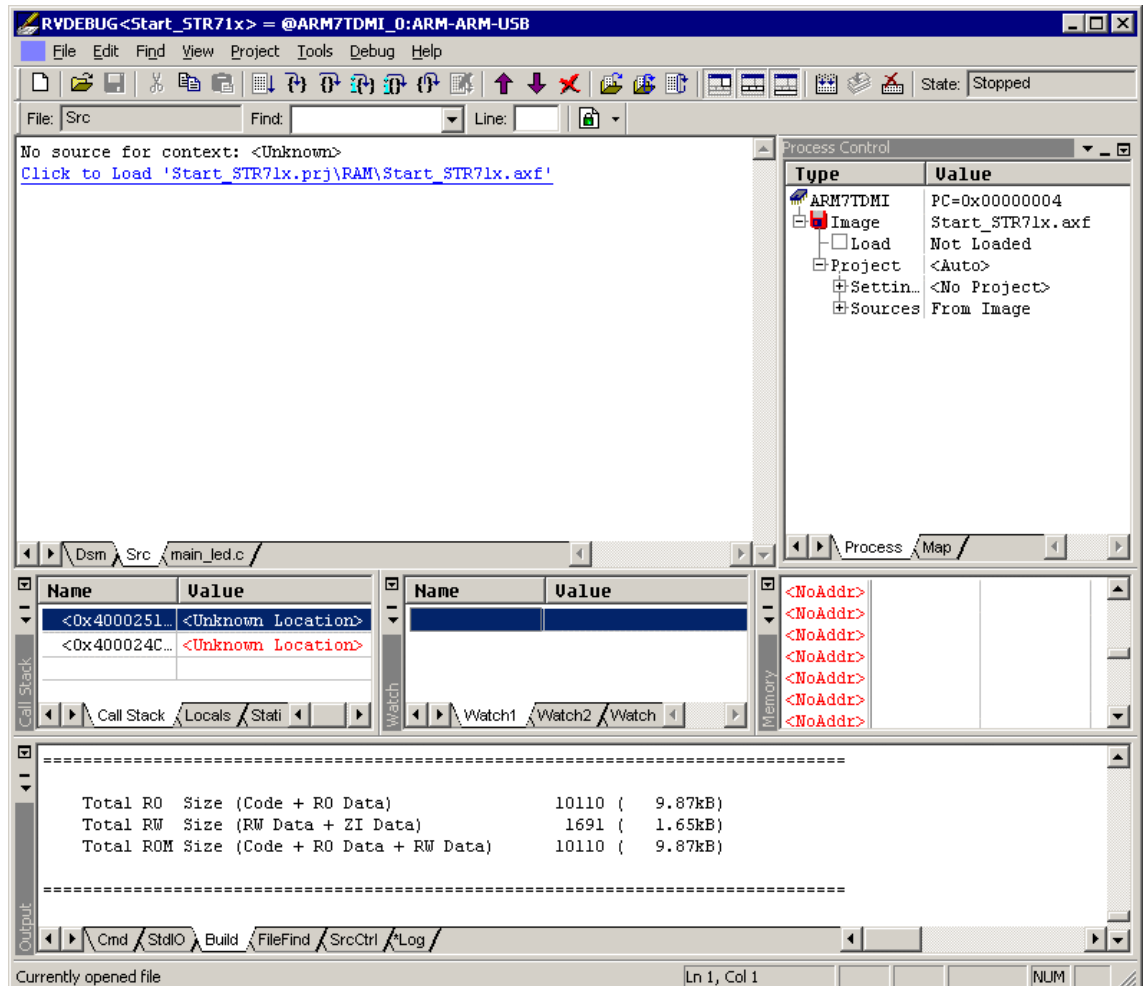 RVDEBUG<Start_STR71x> = @ARM7TDMI_0:ARM-ARM-USB
File Edit Find View Project Tools Debug Help
State: Stopped
File: Src Find: Line:
No source for context: <Unknown>
Click to Load 'Start_STR71x.prj\RAM\Start_STR71x.axf'
Process Control
Type Value
ARM7TDMI PC=0x00000004
Image Start_STR71x.axf
Load Not Loaded
Project <Auto>
Settin… <No Project>
Sources From Image
Dsm Src main_led.c
Process Map
Call Stack
Name Value
<0x4000251… <Unknown Location>
<0x400024C… <Unknown Location>
Call Stack Locals Stati
Watch
Name Value
Watch1 Watch2 Watch
Memory
<NoAddr>
<NoAddr>
<NoAddr>
<NoAddr>
<NoAddr>
<NoAddr>
<NoAddr>
Output
================================================================================
Total RO Size (Code + RO Data) 10110 ( 9.87kB)
Total RW Size (RW Data + ZI Data) 1691 ( 1.65kB)
Total ROM Size (Code + RO Data + RW Data) 10110 ( 9.87kB)
================================================================================
Cmd StdIO Build FileFind SrcCtrl *Log
Currently opened file Ln 1, Col 1 NUM